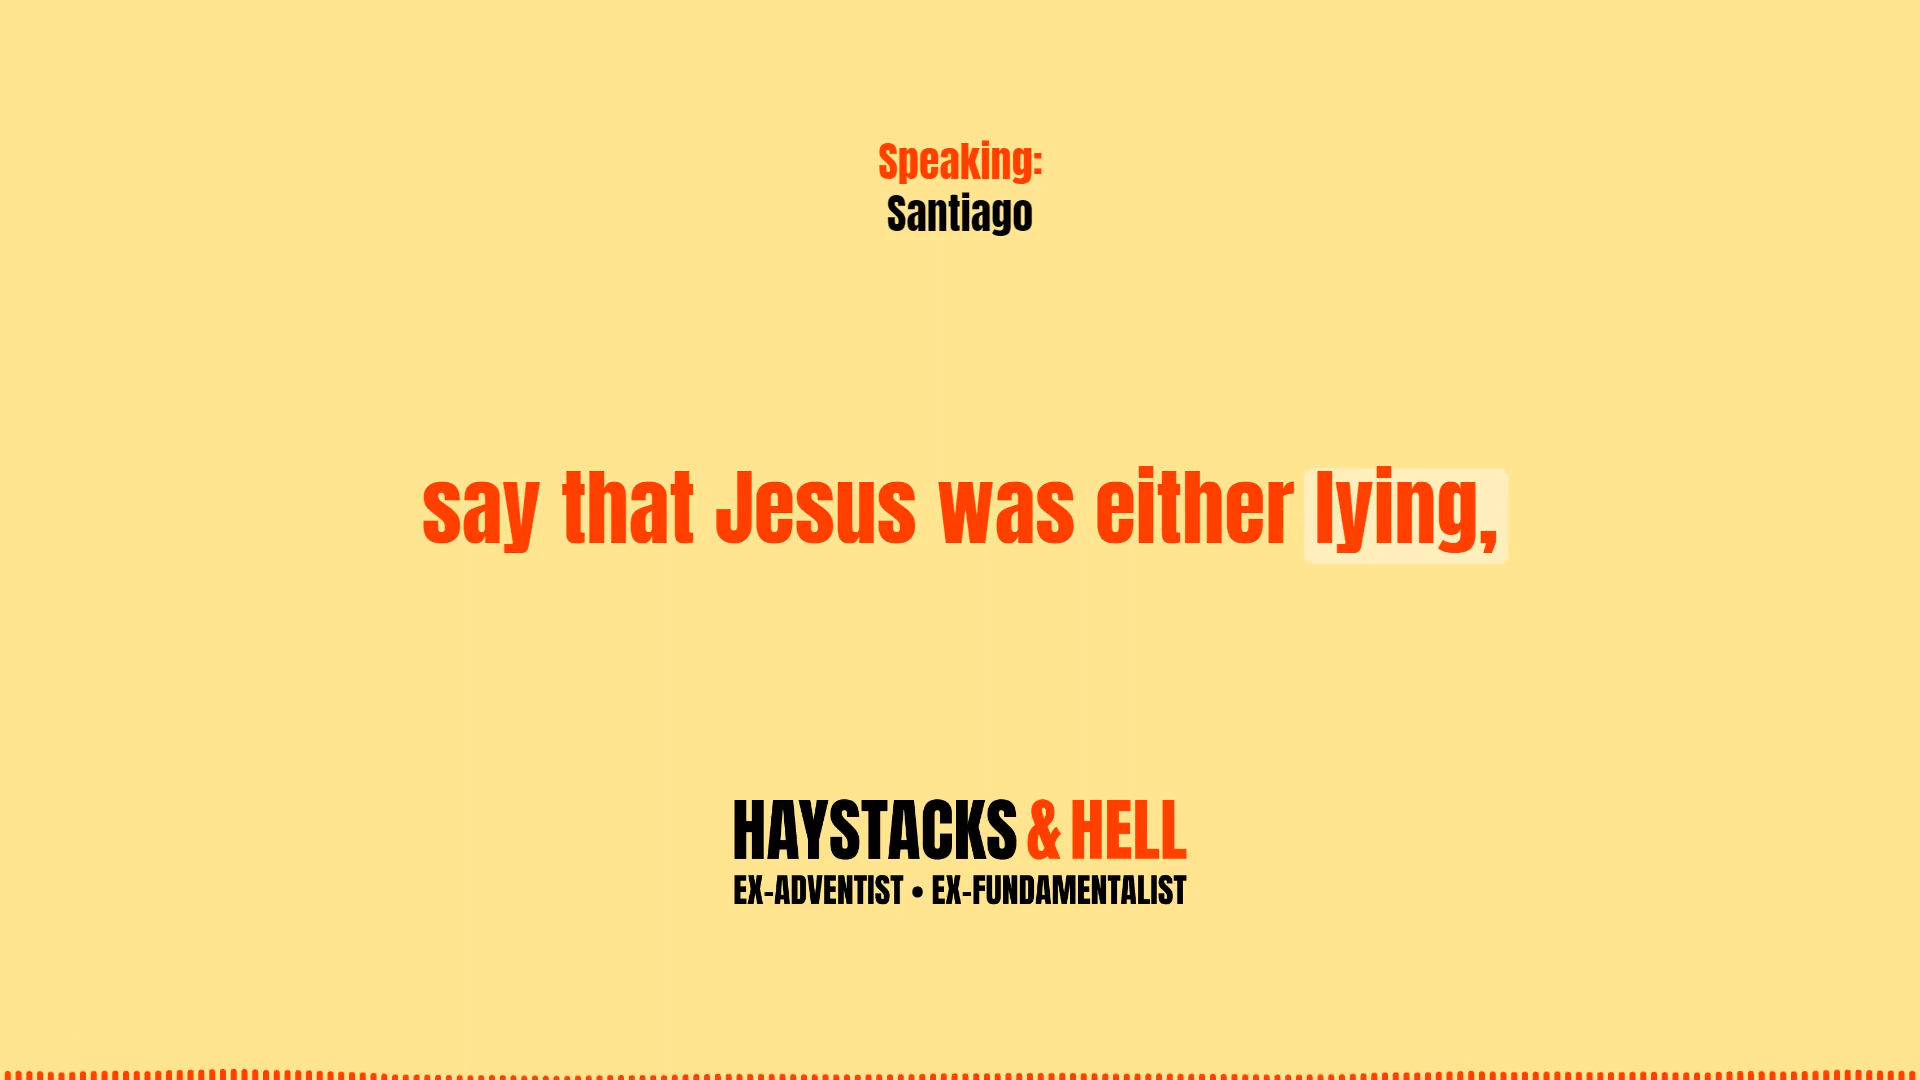 Speaking:
Santiago
say that Jesus was either lying,
HAYSTACKS & HELL
EX-ADVENTIST • EX-FUNDAMENTALIST